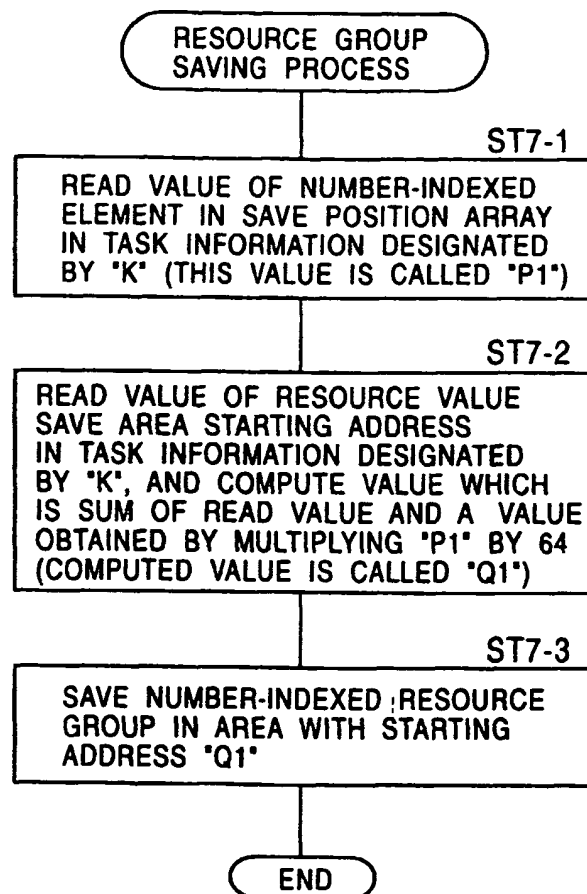 RESOURCE GROUP
SAVING PROCESS
ST7-1
READ VALUE OF NUMBER-INDEXED
ELEMENT IN SAVE POSITION ARRAY
IN TASK INFORMATION DESIGNATED
BY "K" (THIS VALUE IS CALLED "P1")
ST7-2
READ VALUE OF RESOURCE VALUE
SAVE AREA STARTING ADDRESS
IN TASK INFORMATION DESIGNATED
BY "K", AND COMPUTE VALUE WHICH
IS SUM OF READ VALUE AND A VALUE
OBTAINED BY MULTIPLYING "P1" BY 64
(COMPUTED VALUE IS CALLED "Q1")
ST7-3
SAVE NUMBER-INDEXED RESOURCE
GROUP IN AREA WITH STARTING
ADDRESS "Q1"
END